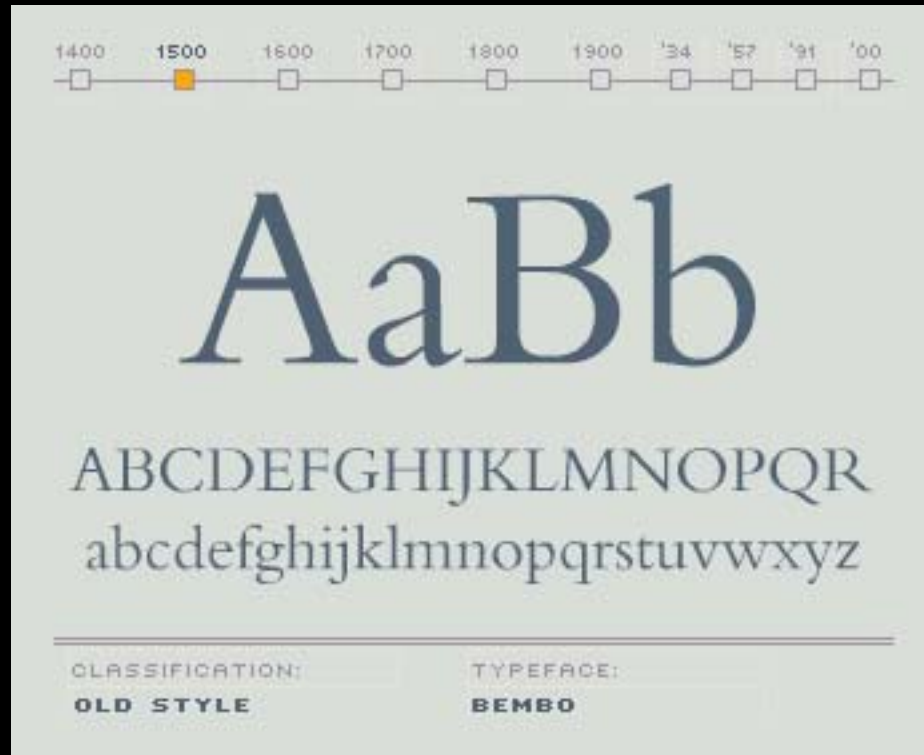 1400 1500 1600 1700 1800 1900 '34 '57 '91 '00
AaBb
ABCDEFGHIJKLMNOPQR
abcdefghijklmnopqrstuvwxyz
CLASSIFICATION: TYPEFACE:
OLD STYLE BEMBO